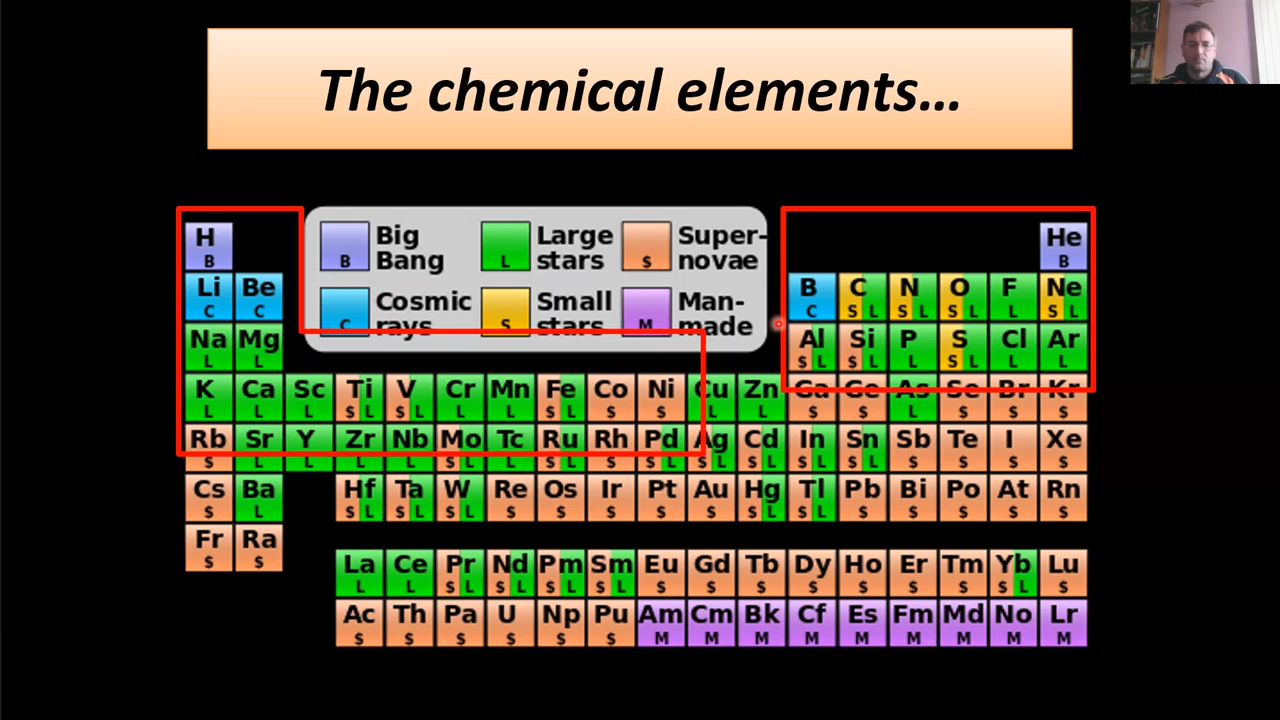 The chemical elements...
Big Bang B
Large stars L
Super-novae $
Cosmic rays C
Small stars S
Man-made M
H B He B
Li C Be C B C C S L N S L O S L F L Ne S L
Na L Mg L Al $ L Si $ L P L S S L Cl L Ar L
K L Ca L Sc L Ti $ L V $ L Cr L Mn L Fe $ L Co $ Ni $ Cu L Zn L Ga $ Ge $ As L Se $ Br $ Kr $
Rb $ Sr L Y L Zr L Nb L Mo $ L Tc L Ru $ L Rh $ Pd $ L Ag $ L Cd $ L In $ L Sn $ L Sb $ Te $ I $ Xe $
Cs $ Ba L Hf $ L Ta $ L W $ L Re $ Os $ Ir $ Pt $ Au $ Hg $ L Tl $ L Pb $ Bi $ Po $ At $ Rn $
Fr $ Ra $
La L Ce L Pr $ L Nd $ L Pm $ L Sm $ L Eu $ Gd $ Tb $ Dy $ Ho $ Er $ Tm $ Yb $ L Lu $
Ac $ Th $ Pa $ U $ Np $ Pu $ Am M Cm M Bk M Cf M Es M Fm M Md M No M Lr M